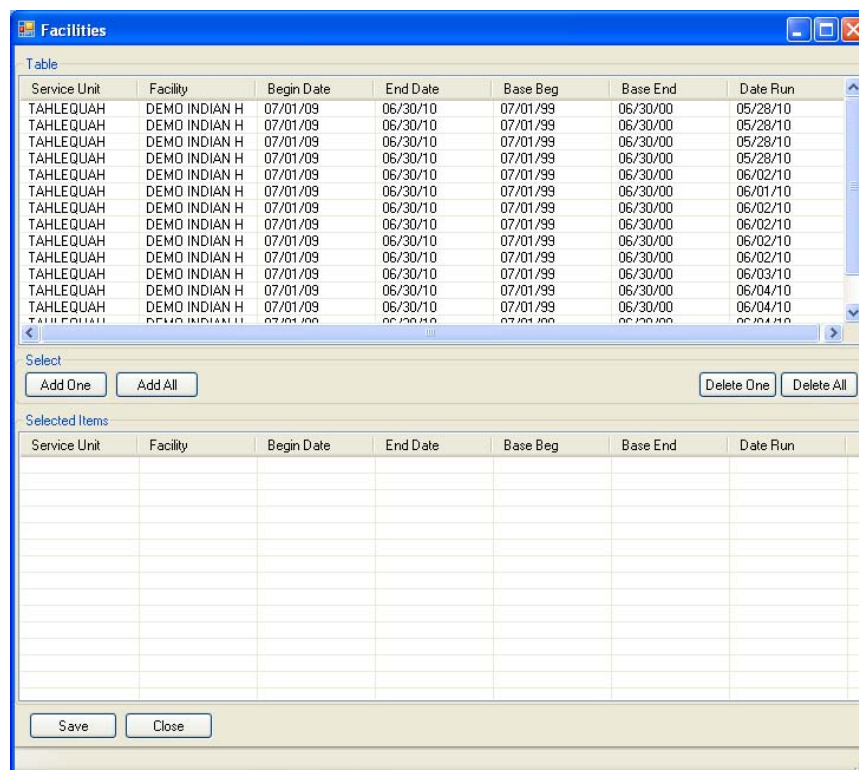 Facilities
Table
Service Unit Facility Begin Date End Date Base Beg Base End Date Run
TAHLEQUAH DEMO INDIAN H 07/01/09 06/30/10 07/01/99 06/30/00 05/28/10
TAHLEQUAH DEMO INDIAN H 07/01/09 06/30/10 07/01/99 06/30/00 05/28/10
TAHLEQUAH DEMO INDIAN H 07/01/09 06/30/10 07/01/99 06/30/00 05/28/10
TAHLEQUAH DEMO INDIAN H 07/01/09 06/30/10 07/01/99 06/30/00 05/28/10
TAHLEQUAH DEMO INDIAN H 07/01/09 06/30/10 07/01/99 06/30/00 06/02/10
TAHLEQUAH DEMO INDIAN H 07/01/09 06/30/10 07/01/99 06/30/00 06/01/10
TAHLEQUAH DEMO INDIAN H 07/01/09 06/30/10 07/01/99 06/30/00 06/02/10
TAHLEQUAH DEMO INDIAN H 07/01/09 06/30/10 07/01/99 06/30/00 06/02/10
TAHLEQUAH DEMO INDIAN H 07/01/09 06/30/10 07/01/99 06/30/00 06/02/10
TAHLEQUAH DEMO INDIAN H 07/01/09 06/30/10 07/01/99 06/30/00 06/02/10
TAHLEQUAH DEMO INDIAN H 07/01/09 06/30/10 07/01/99 06/30/00 06/03/10
TAHLEQUAH DEMO INDIAN H 07/01/09 06/30/10 07/01/99 06/30/00 06/04/10
TAHLEQUAH DEMO INDIAN H 07/01/09 06/30/10 07/01/99 06/30/00 06/04/10
Select
Add One Add All Delete One Delete All
Selected Items
Service Unit Facility Begin Date End Date Base Beg Base End Date Run
Save Close